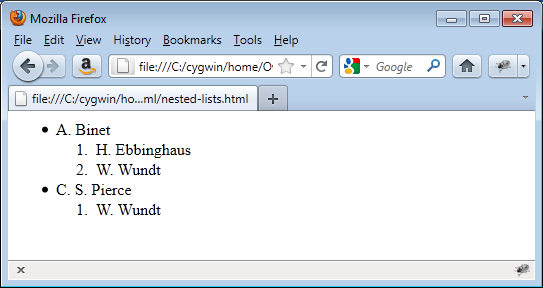 Mozilla Firefox
File Edit View History Bookmarks Tools Help
file:///C:/cygwin/home/O Google
file:///C:/cygwin/ho...ml/nested-lists.html
• A. Binet
1. H. Ebbinghaus
2. W. Wundt
• C. S. Pierce
1. W. Wundt